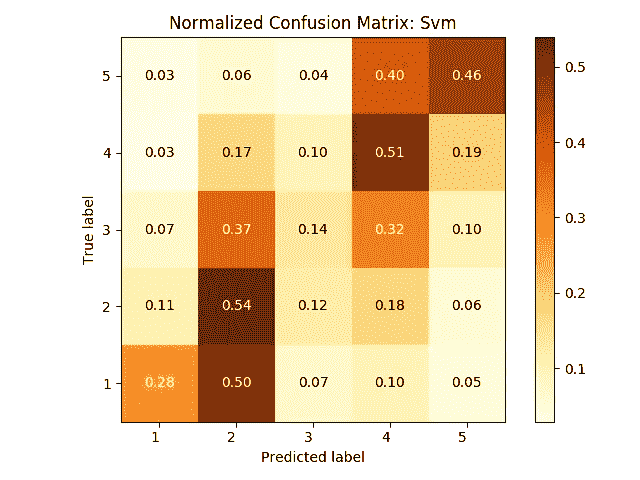 Normalized Confusion Matrix: Svm
True label
5 0.03 0.06 0.04 0.40 0.46
4 0.03 0.17 0.10 0.51 0.19
3 0.07 0.37 0.14 0.32 0.10
2 0.11 0.54 0.12 0.18 0.06
1 0.28 0.50 0.07 0.10 0.05
1 2 3 4 5
Predicted label
0.5
0.4
0.3
0.2
0.1